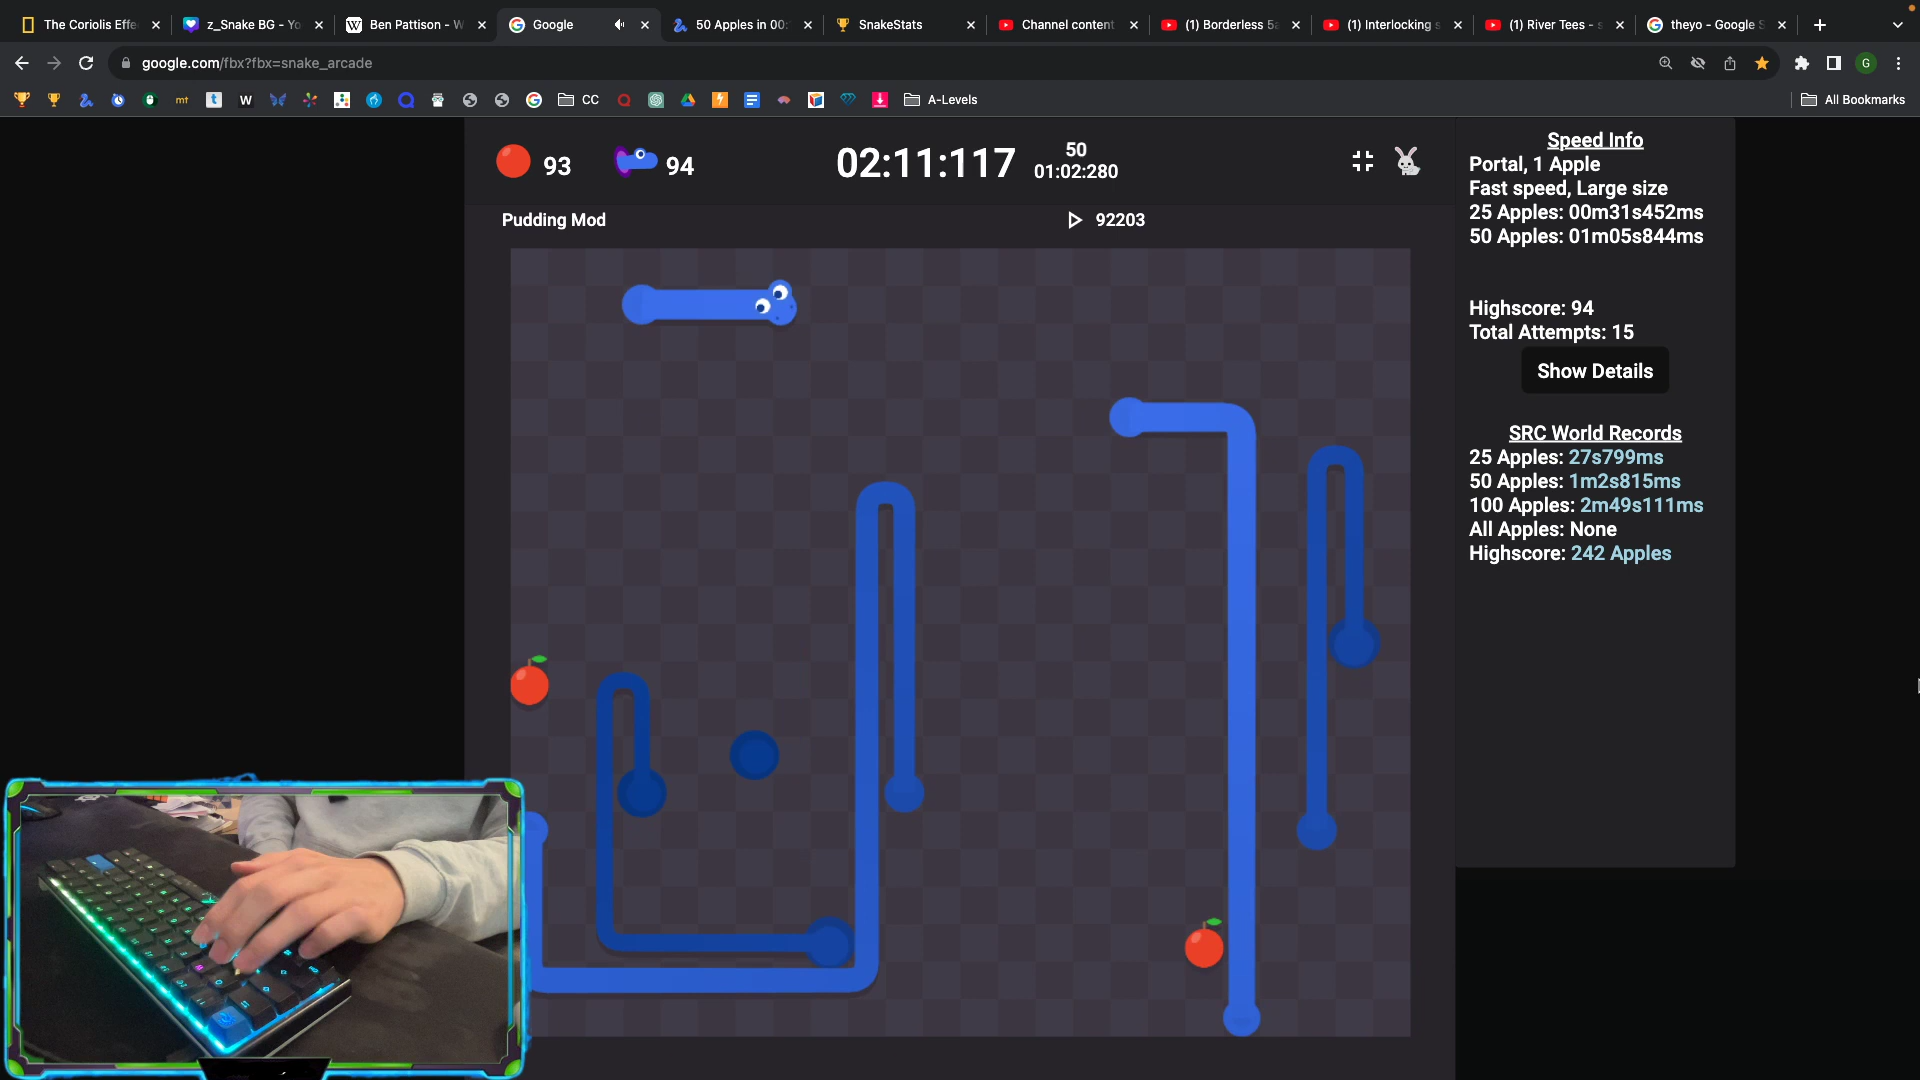 The Coriolis Effe
z_Snake BG - Yo
Ben Pattison - W
Google
50 Apples in 00:
SnakeStats
Channel content
(1) Borderless 5a
(1) Interlocking s
(1) River Tees - s
theyo - Google S
google.com/fbx?fbx=snake_arcade
G
mt
t
W
CC
A-Levels
All Bookmarks
93
94
02:11:117
50
01:02:280
Pudding Mod
92203
Speed Info
Portal, 1 Apple
Fast speed, Large size
25 Apples: 00m31s452ms
50 Apples: 01m05s844ms
Highscore: 94
Total Attempts: 15
Show Details
SRC World Records
25 Apples: 27s799ms
50 Apples: 1m2s815ms
100 Apples: 2m49s111ms
All Apples: None
Highscore: 242 Apples